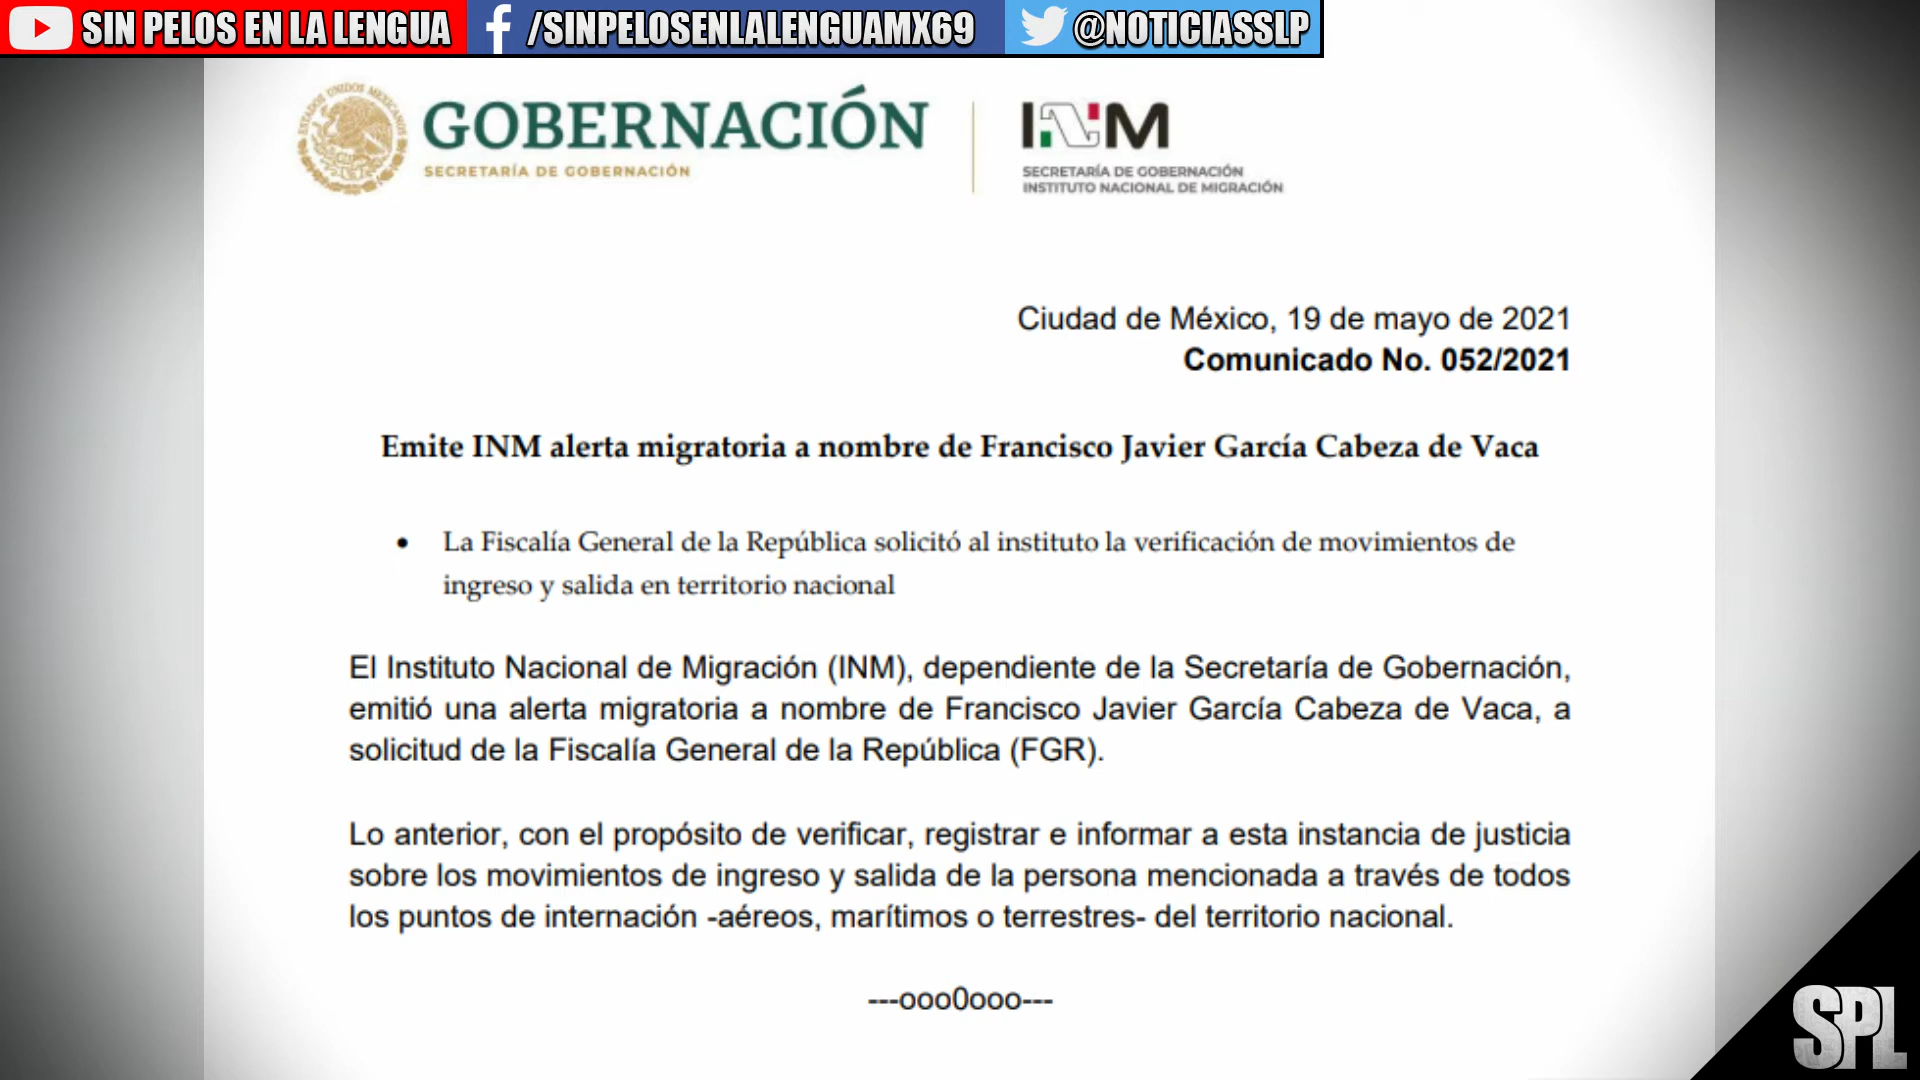 SIN PELOS EN LA LENGUA /SINPELOSENLALENGUAMX69 @NOTICIASSLP
ESTADOS UNIDOS MEXICANOS
GOBERNACIÓN
SECRETARÍA DE GOBERNACIÓN
INM
SECRETARÍA DE GOBERNACIÓN
INSTITUTO NACIONAL DE MIGRACIÓN
Ciudad de México, 19 de mayo de 2021
Comunicado No. 052/2021
Emite INM alerta migratoria a nombre de Francisco Javier García Cabeza de Vaca
• La Fiscalía General de la República solicitó al instituto la verificación de movimientos de
ingreso y salida en territorio nacional
El Instituto Nacional de Migración (INM), dependiente de la Secretaría de Gobernación,
emitió una alerta migratoria a nombre de Francisco Javier García Cabeza de Vaca, a
solicitud de la Fiscalía General de la República (FGR).
Lo anterior, con el propósito de verificar, registrar e informar a esta instancia de justicia
sobre los movimientos de ingreso y salida de la persona mencionada a través de todos
los puntos de internación -aéreos, marítimos o terrestres- del territorio nacional.
---ooo0ooo---
SPL